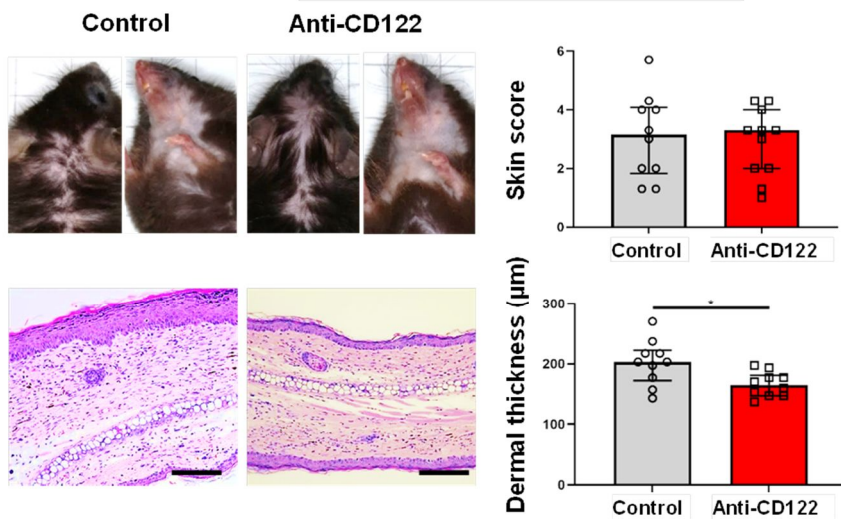 Control
Anti-CD122
Skin score
6
4
2
0
Control
Anti-CD122
Dermal thickness (μm)
300
200
100
0
*
Control
Anti-CD122